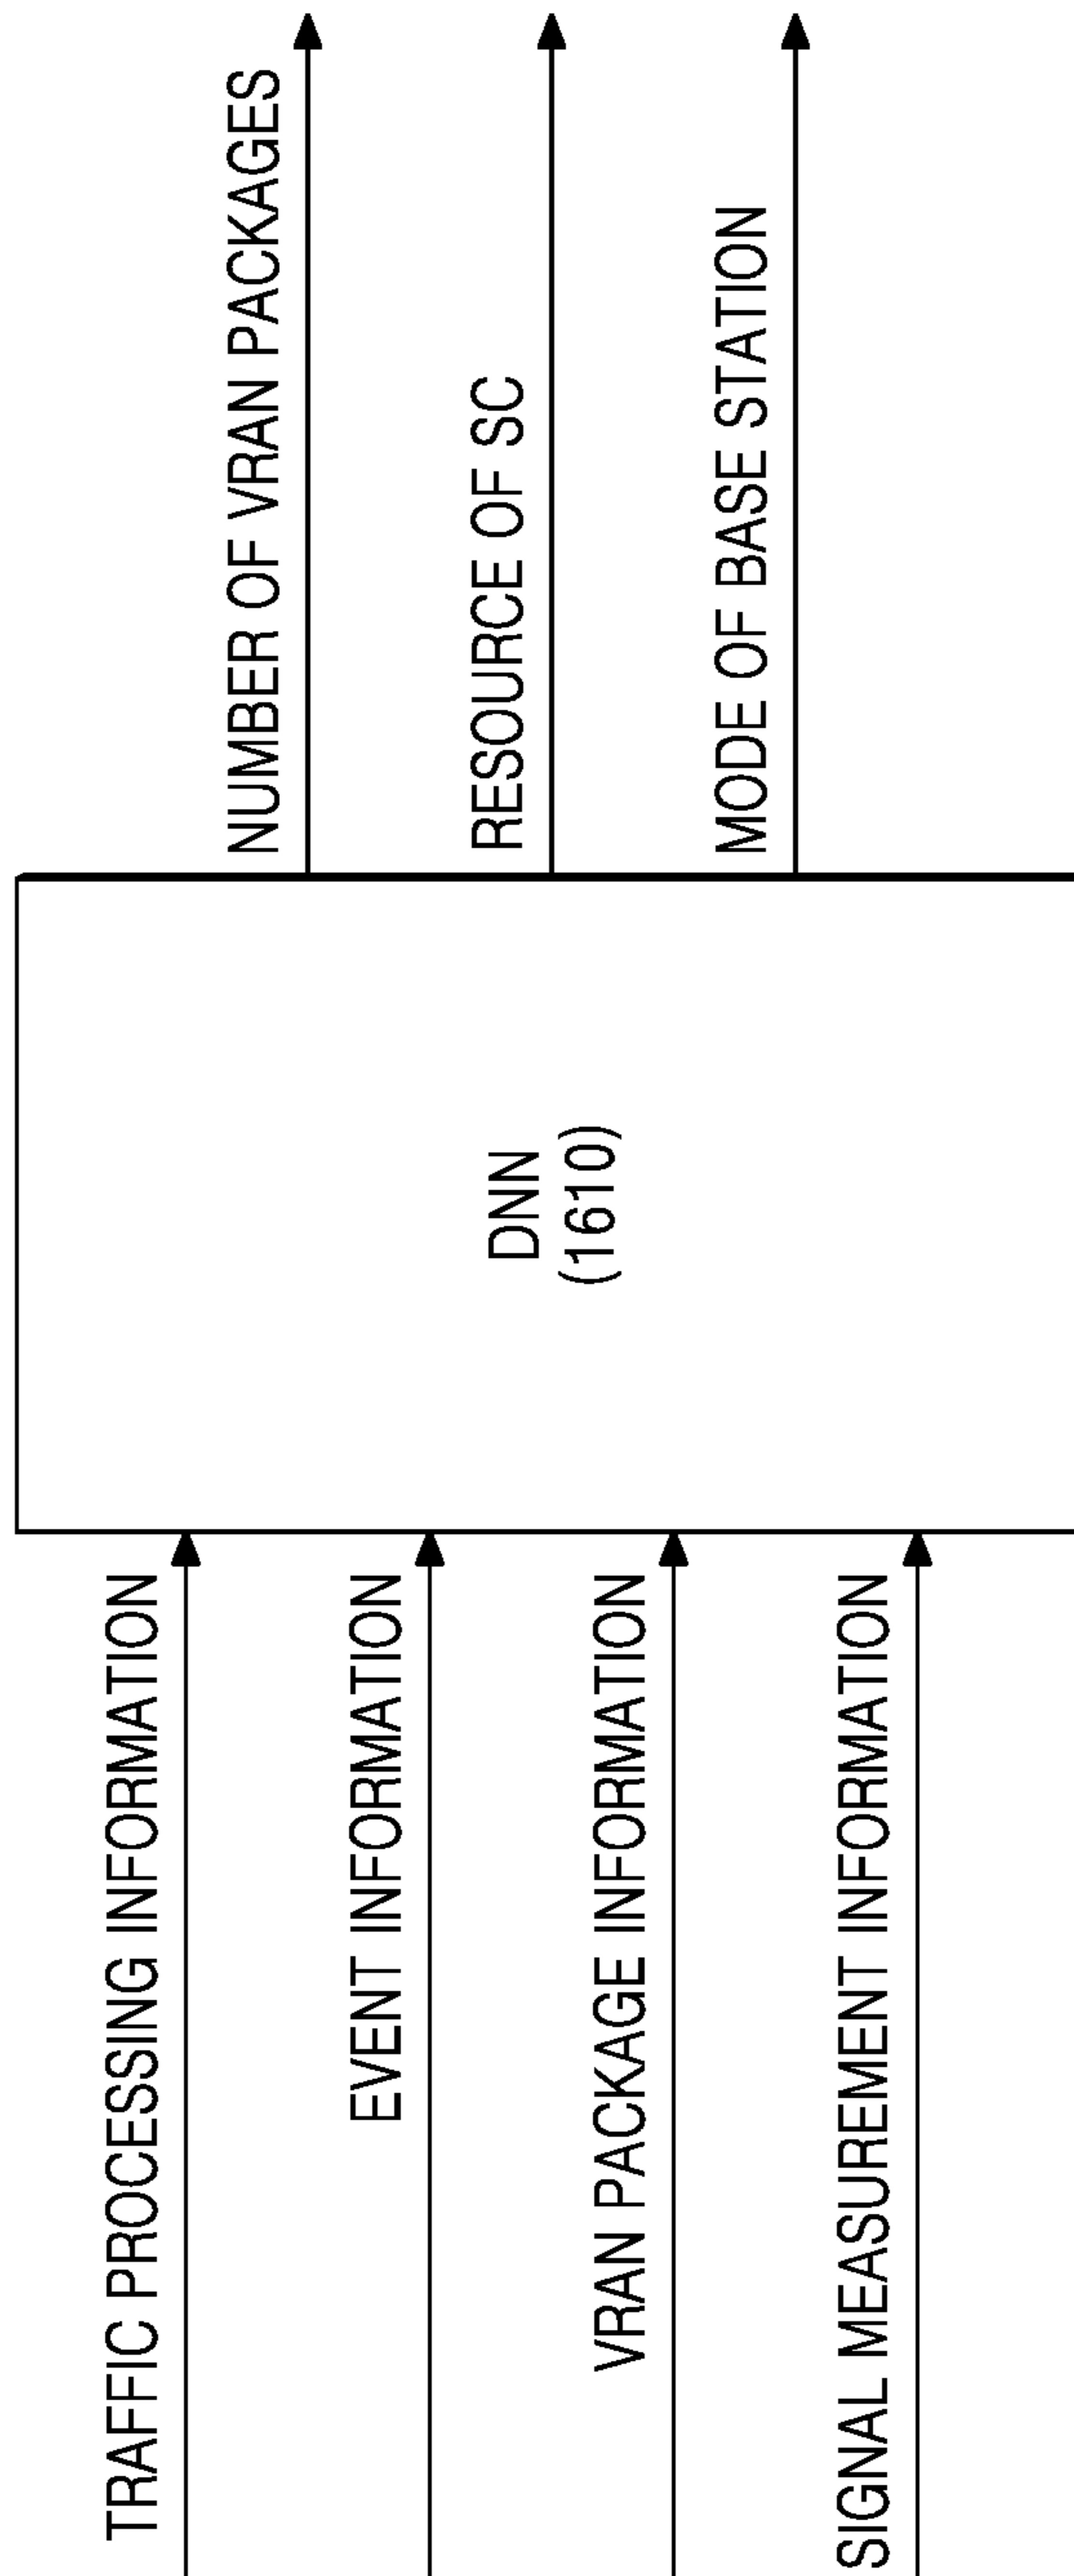 TRAFFIC PROCESSING INFORMATION
EVENT INFORMATION
VRAN PACKAGE INFORMATION
SIGNAL MEASUREMENT INFORMATION
DNN
(1610)
NUMBER OF VRAN PACKAGES
RESOURCE OF SC
MODE OF BASE STATION